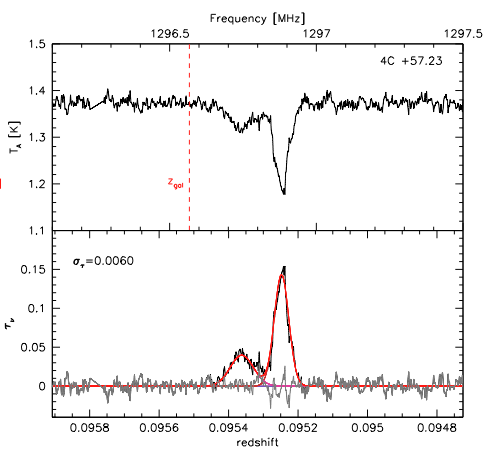 Frequency [MHz]
1296.5 1297 1297.5
1.5
4C +57.23
1.4
1.3
1.2
1.1
T_A [K]
z_gal
σ_τ=0.0060
0.15
0.1
0.05
0
τ_ν
0.0958 0.0956 0.0954 0.0952 0.095 0.0948
redshift